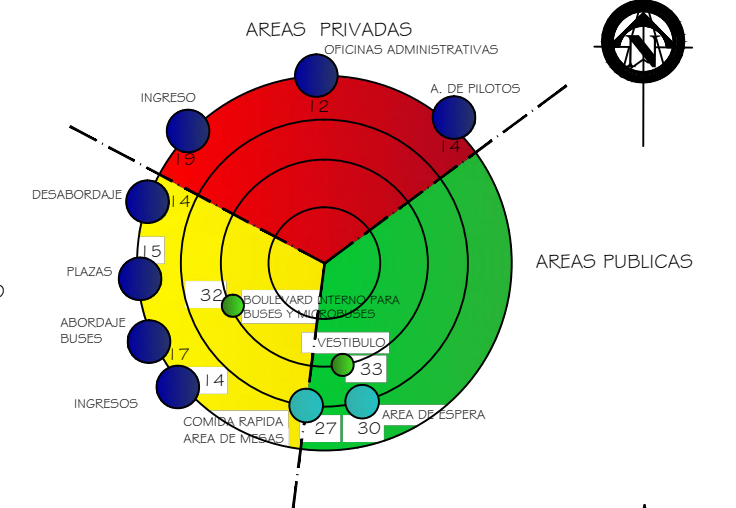 AREAS PRIVADAS
OFICINAS ADMINISTRATIVAS
N
12
A. DE PILOTOS
INGRESO
14
19
DESABORDAJE
14
15
AREAS PUBLICAS
PLAZAS
32
BOULEVARD INTERNO PARA
BUSES Y MICROBUSES
ABORDAJE
BUSES
17
VESTIBULO
33
14
INGRESOS
COMIDA RAPIDA
AREA DE MESAS
27
30
AREA DE ESPERA